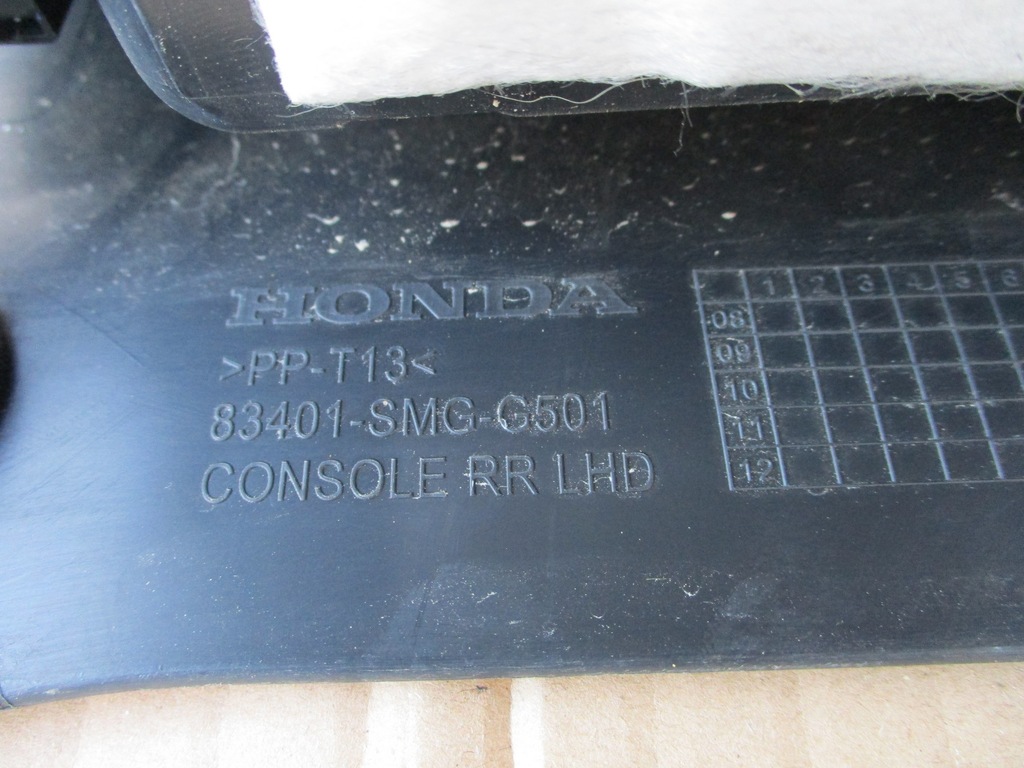 HONDA
>PP-T13<
83401-SMG-G501
CONSOLE RR LHD
1 2 3 4 5 6
08
09
10
11
12